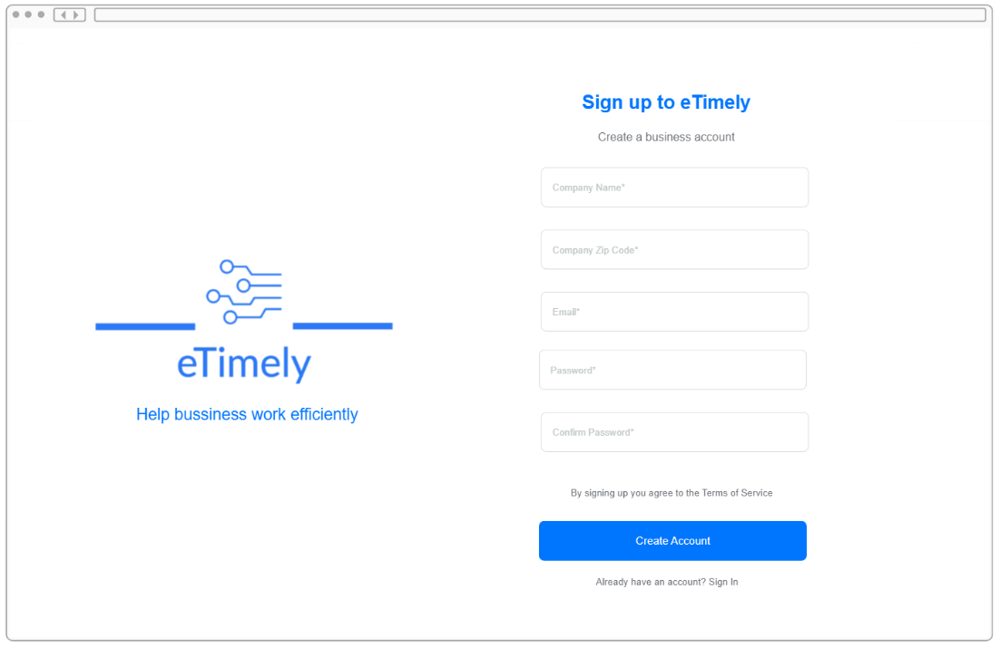 eTimely
Help bussiness work efficiently
Sign up to eTimely
Create a business account
Company Name*
Company Zip Code*
Email*
Password*
Confirm Password*
By signing up you agree to the Terms of Service
Create Account
Already have an account? Sign In